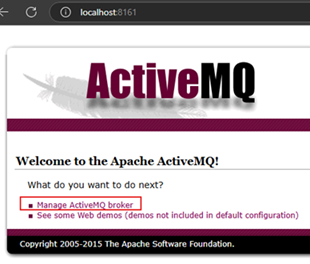 localhost:8161
ActiveMQ
Welcome to the Apache ActiveMQ!
What do you want to do next?
Manage ActiveMQ broker
See some Web demos (demos not included in default configuration)
Copyright 2005-2015 The Apache Software Foundation.